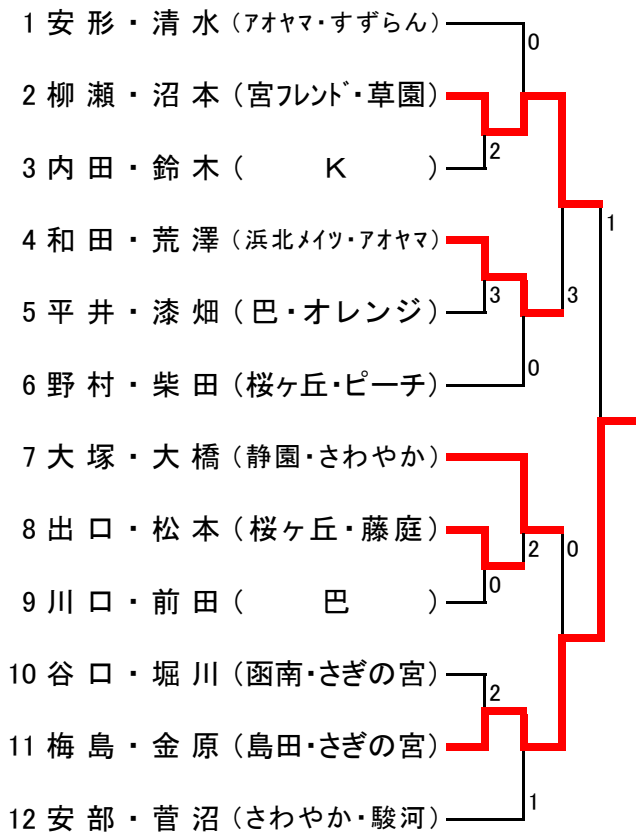 1 安形・清水(アオヤマ・すずらん)
0
2 柳瀬・沼本(宮フレンド・草園)
2
3 内田・鈴木( K )
1
4 和田・荒澤(浜北メイツ・アオヤマ)
3
3
5 平井・漆畑(巴・オレンジ)
0
6 野村・柴田(桜ヶ丘・ピーチ)
7 大塚・大橋(静園・さわやか)
8 出口・松本(桜ヶ丘・藤庭)
2
0
0
9 川口・前田( 巴 )
10 谷口・堀川(函南・さぎの宮)
2
11 梅島・金原(島田・さぎの宮)
1
12 安部・菅沼(さわやか・駿河)